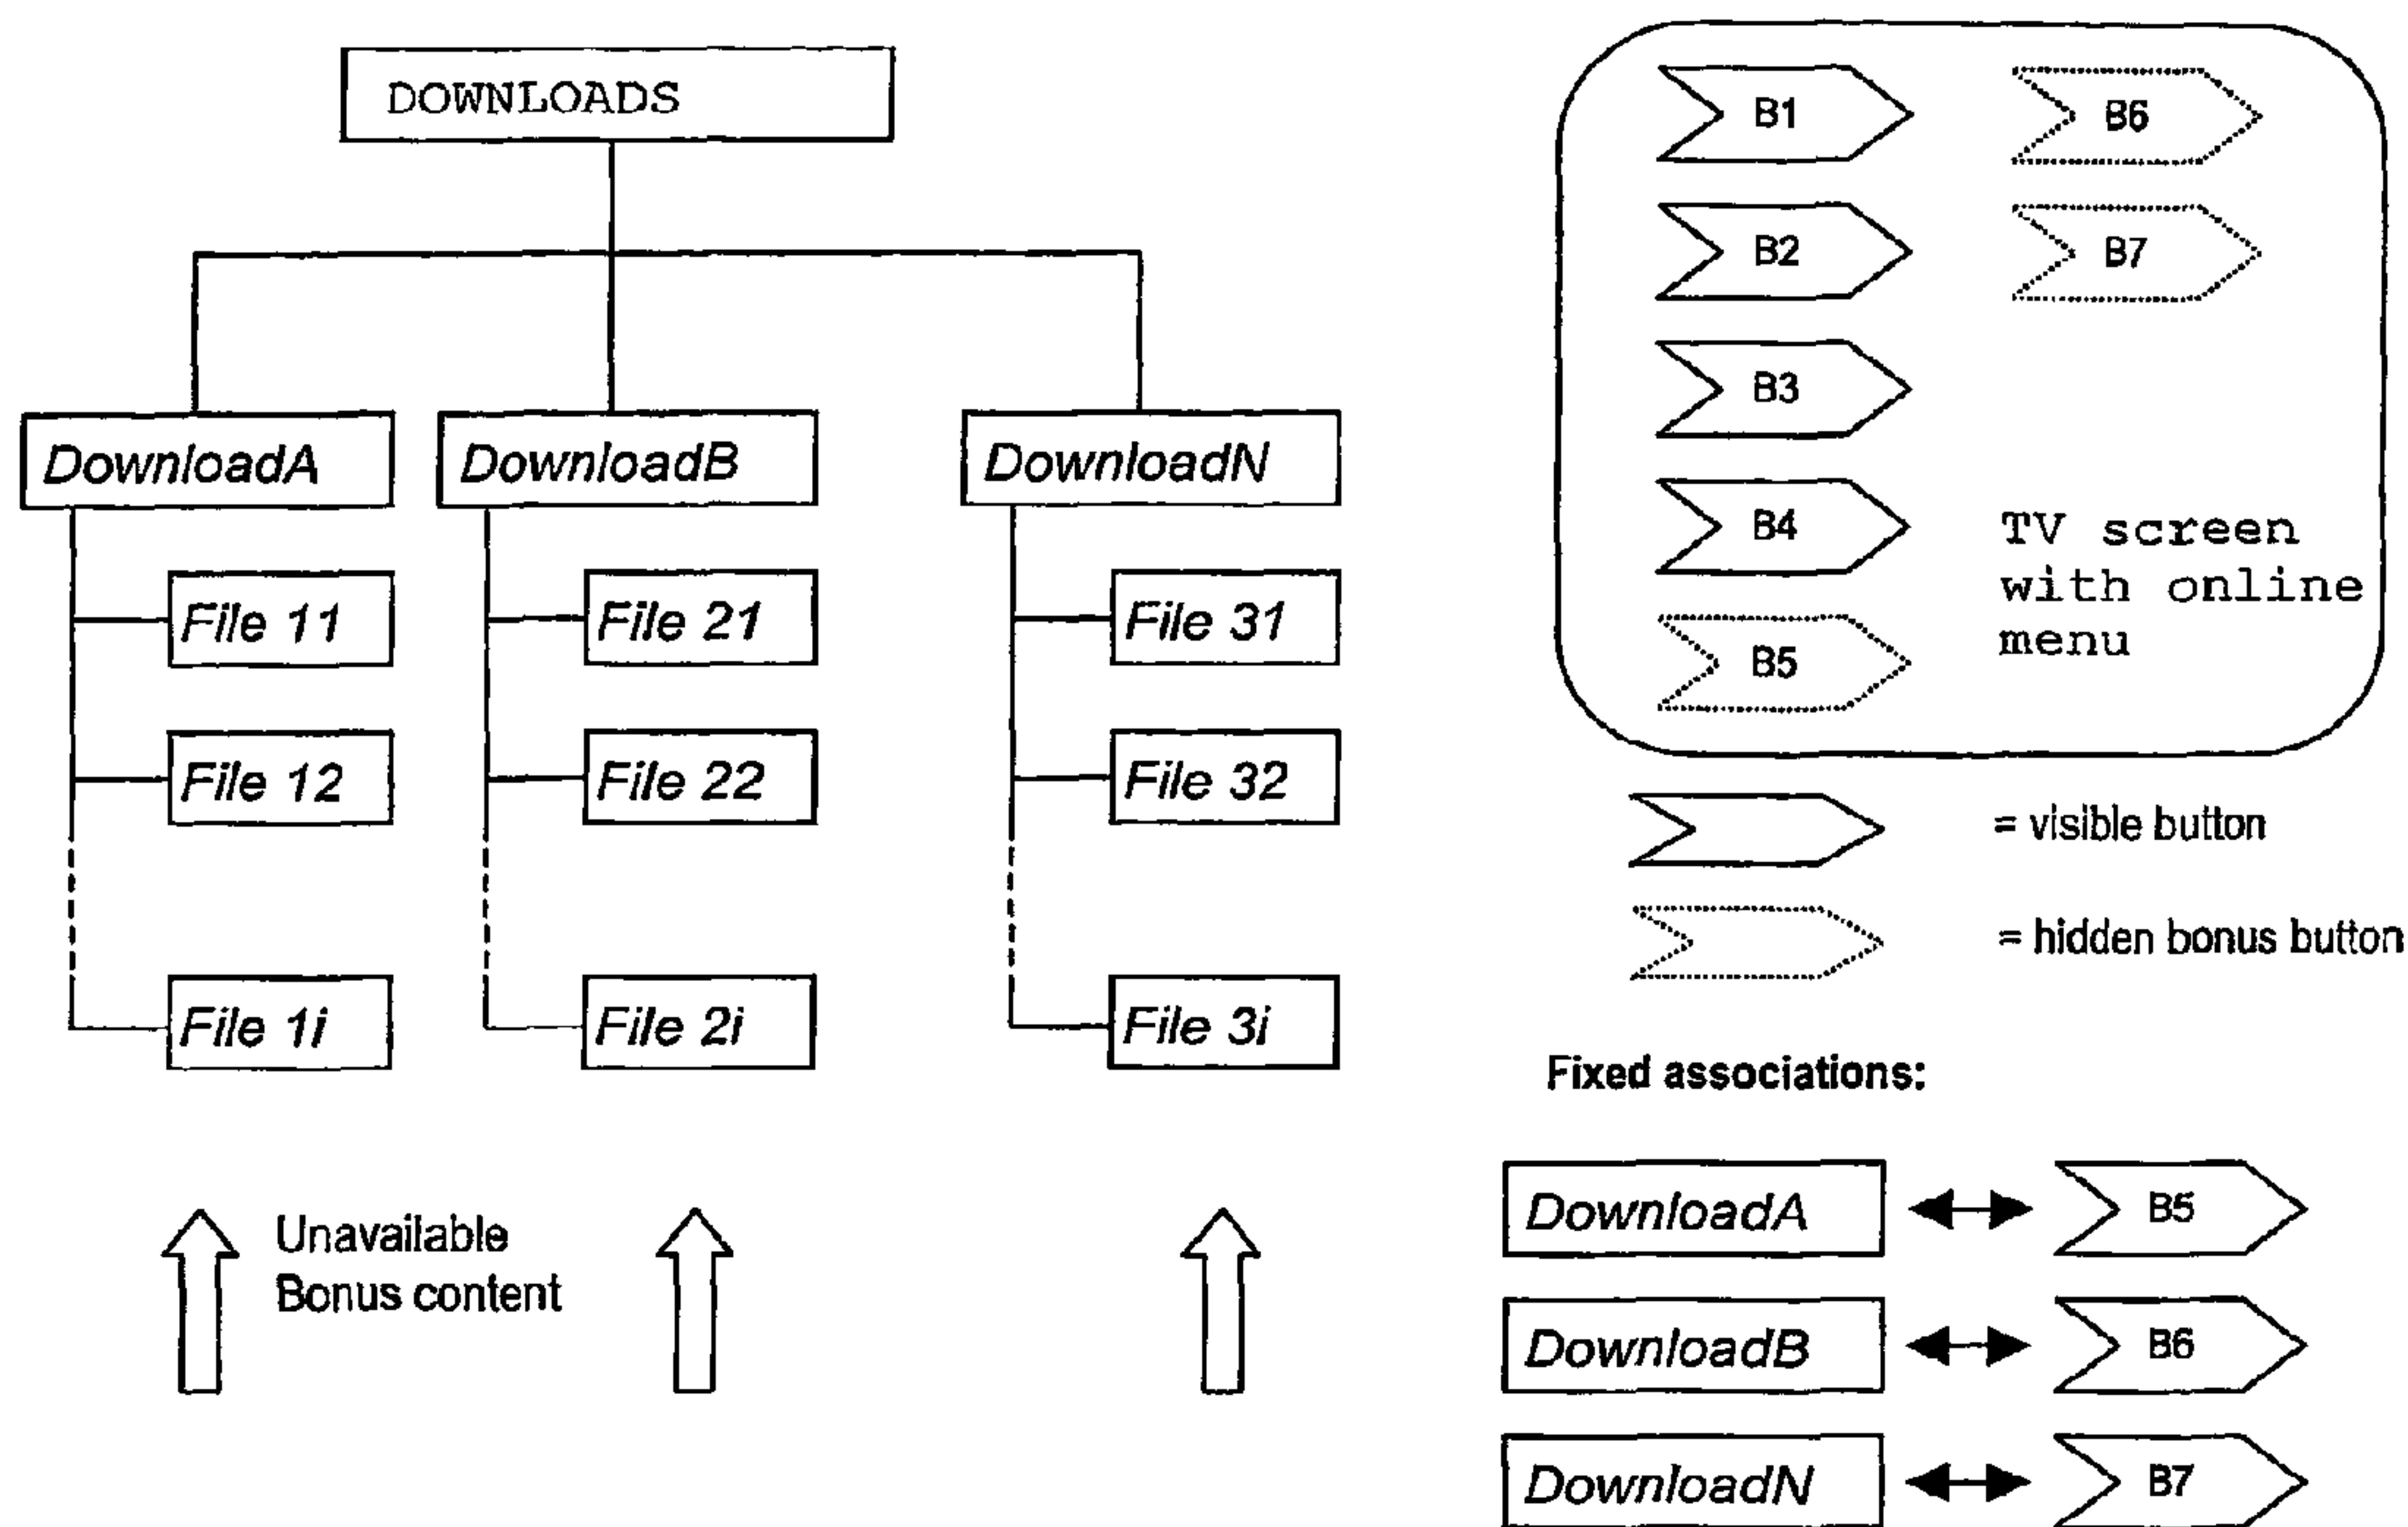 DOWNLOADS
DownloadA
DownloadB
DownloadN
File 11
File 21
File 31
File 12
File 22
File 32
File 1i
File 2i
File 3i
Unavailable
Bonus content
B1
B6
B2
B7
B3
B4
B5
TV screen
with online
menu
= visible button
= hidden bonus button
Fixed associations:
DownloadA
B5
DownloadB
B6
DownloadN
B7